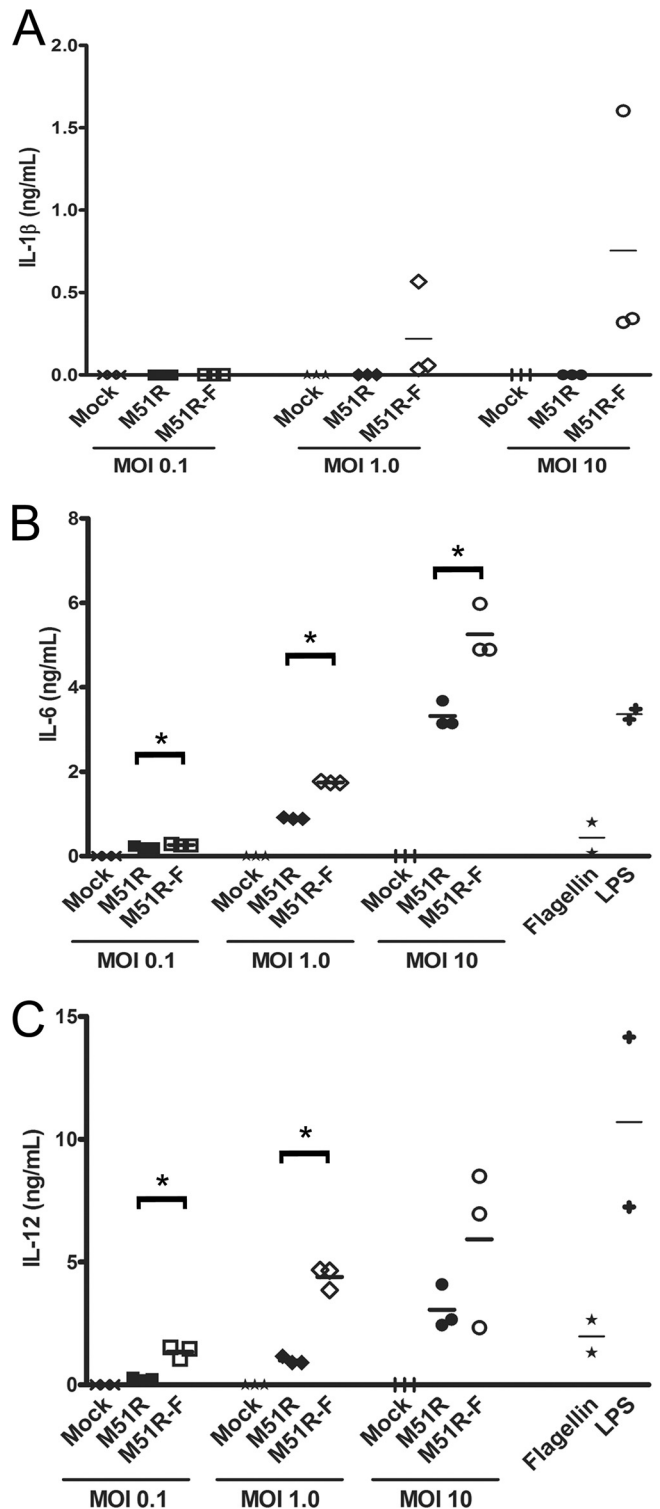 A
2.0
1.5
1.0
0.5
0.0
IL-1β (ng/mL)
Mock M51R M51R-F Mock M51R M51R-F Mock M51R M51R-F
MOI 0.1 MOI 1.0 MOI 10
B
8
6
4
2
0
IL-6 (ng/mL)
* * *
Mock M51R M51R-F Mock M51R M51R-F Mock M51R M51R-F Flagellin LPS
MOI 0.1 MOI 1.0 MOI 10
C
15
10
5
0
IL-12 (ng/mL)
* *
Mock M51R M51R-F Mock M51R M51R-F Mock M51R M51R-F Flagellin LPS
MOI 0.1 MOI 1.0 MOI 10